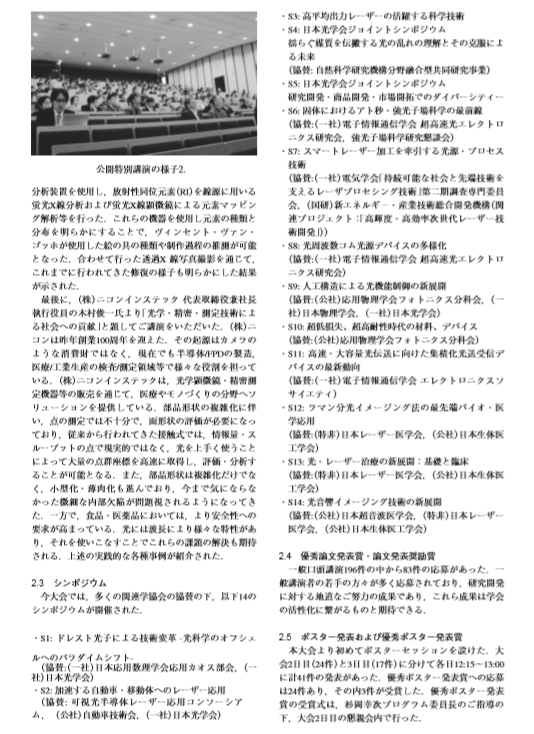 公開特別講演の様子2.
分析装置を使用し，放射性同位元素(RI)を線源に用いる
蛍光X線分析および蛍光X線顕微鏡による元素マッピン
グ解析等を行った．これらの機器を使用し元素の種類と
分布を明らかにすることで，ヴィンセント・ヴァン・
ゴッホが使用した絵の具の種類や制作過程の推測が可能
となった．合わせて行った透過X 線写真撮影を通じて，
これまでに行われてきた修復の様子も明らかにした結果
が示された．
最後に，(株)ニコンインステック 代表取締役兼社長
執行役員の木村俊一氏より「光学・精密・測定技術によ
る社会への貢献」と題してご講演をいただいた．(株)ニ
コンは昨年創業100周年を迎えた．その起源はカメラの
ような消費財ではなく，現在でも半導体/FPDの製造，
医療/工業生産の検査/測定領域等で様々な役割を担って
いる．(株)ニコンインステックは，光学顕微鏡・精密測
定機器等の販売を通じて，医療やモノづくりの分野へソ
リューションを提供している．部品形状の複雑化に伴
い，点の測定では不十分で，面形状の評価が必要になっ
ており，従来から行われてきた接触式では，情報量・ス
ループットの点で現実的ではなく，光を上手く使うこと
によって大量の点群座標を高速に取得し，評価・分析す
ることが可能となる．また，部品形状は複雑化だけでな
く，小型化・薄肉化も進んでおり，今まで気にならな
かった微細な内部欠陥が問題視されるようになってき
た．一方で，食品・医薬品においては，より安全性への
要求が高まっている．光には波長により様々な特性があ
り，それを使いこなすことでこれらの課題の解決も期待
される．上述の実践的な各種事例が紹介された．
2.3 シンポジウム
今大会では，多くの関連学協会の協賛の下，以下14の
シンポジウムが開催された．
・S1: ドレスト光子による技術変革 -光科学のオフシェ
ルへのパラダイムシフト-
(協賛:(一社)日本応用数理学会応用カオス部会，(一
社)日本光学会)
・S2: 加速する自動車・移動体へのレーザー応用
(協賛: 可視光半導体レーザー応用コンソーシア
ム，(公社)自動車技術会，(一社)日本光学会)
・S3: 高平均出力レーザーの活躍する科学技術
・S4: 日本光学会ジョイントシンポジウム
揺らぐ媒質を伝搬する光の乱れの理解とその克服によ
る未来
(協賛: 自然科学研究機構分野融合型共同研究事業)
・S5: 日本光学会ジョイントシンポジウム
研究開発・商品開発・市場開拓でのダイバーシティー
・S6: 固体におけるアト秒・強光子場科学の最前線
(協賛:(一社)電子情報通信学会 超高速光エレクトロ
ニクス研究会，強光子場科学研究懇談会)
・S7: スマートレーザー加工を牽引する光源・プロセス
技術
(協賛:(一社)電気学会「持続可能な社会と先端技術を
支えるレーザプロセシング技術」第二期調査専門委員
会，(国研)新エネルギー・産業技術総合開発機構(関
連プロジェクト:「高輝度・高効率次世代レーザー技
術開発」))
・S8: 光周波数コム光源デバイスの多様化
(協賛:(一社)電子情報通信学会 超高速光エレクトロ
ニクス研究会)
・S9: 人工構造による光機能制御の新展開
(協賛:(公社)応用物理学会フォトニクス分科会，(一
社)日本物理学会，(一社)日本光学会)
・S10: 超低損失、超高耐性時代の材料、デバイス
(協賛:(公社)応用物理学会フォトニクス分科会)
・S11: 高速・大容量光伝送に向けた集積化光送受信デ
バイスの最新動向
(協賛:(一社)電子情報通信学会 エレクトロニクスソ
サイエティ)
・S12: ラマン分光イメージング法の最先端バイオ・医
学応用
(協賛:(特非)日本レーザー医学会，(公社)日本生体医
工学会)
・S13: 光・レーザー治療の新展開：基礎と臨床
(協賛:(特非)日本レーザー医学会，(公社)日本生体医
工学会)
・S14: 光音響イメージング技術の新展開
(協賛:(公社)日本超音波医学会，(特非)日本レーザー
医学会，(公社)日本生体医工学会)
2.4 優秀論文発表賞・論文発表奨励賞
一般口頭講演196件の中から83件の応募があった．一
般講演者の若手の方々が多く応募されており，研究開発
に対する地道なご努力の成果であり，これら成果は学会
の活性化に繋がるものと期待できる．
2.5 ポスター発表および優秀ポスター発表賞
本大会より初めてポスターセッションを設けた．大
会2日目(24件)と3日目(17件)に分けて各日12:15～13:00
に計41件の発表があった．優秀ポスター発表賞への応募
は24件あり，その内3件が受賞した．優秀ポスター発表
賞の受賞式は，杉岡幸次プログラム委員長のご指導の
下，大会2日目の懇親会内で行った．